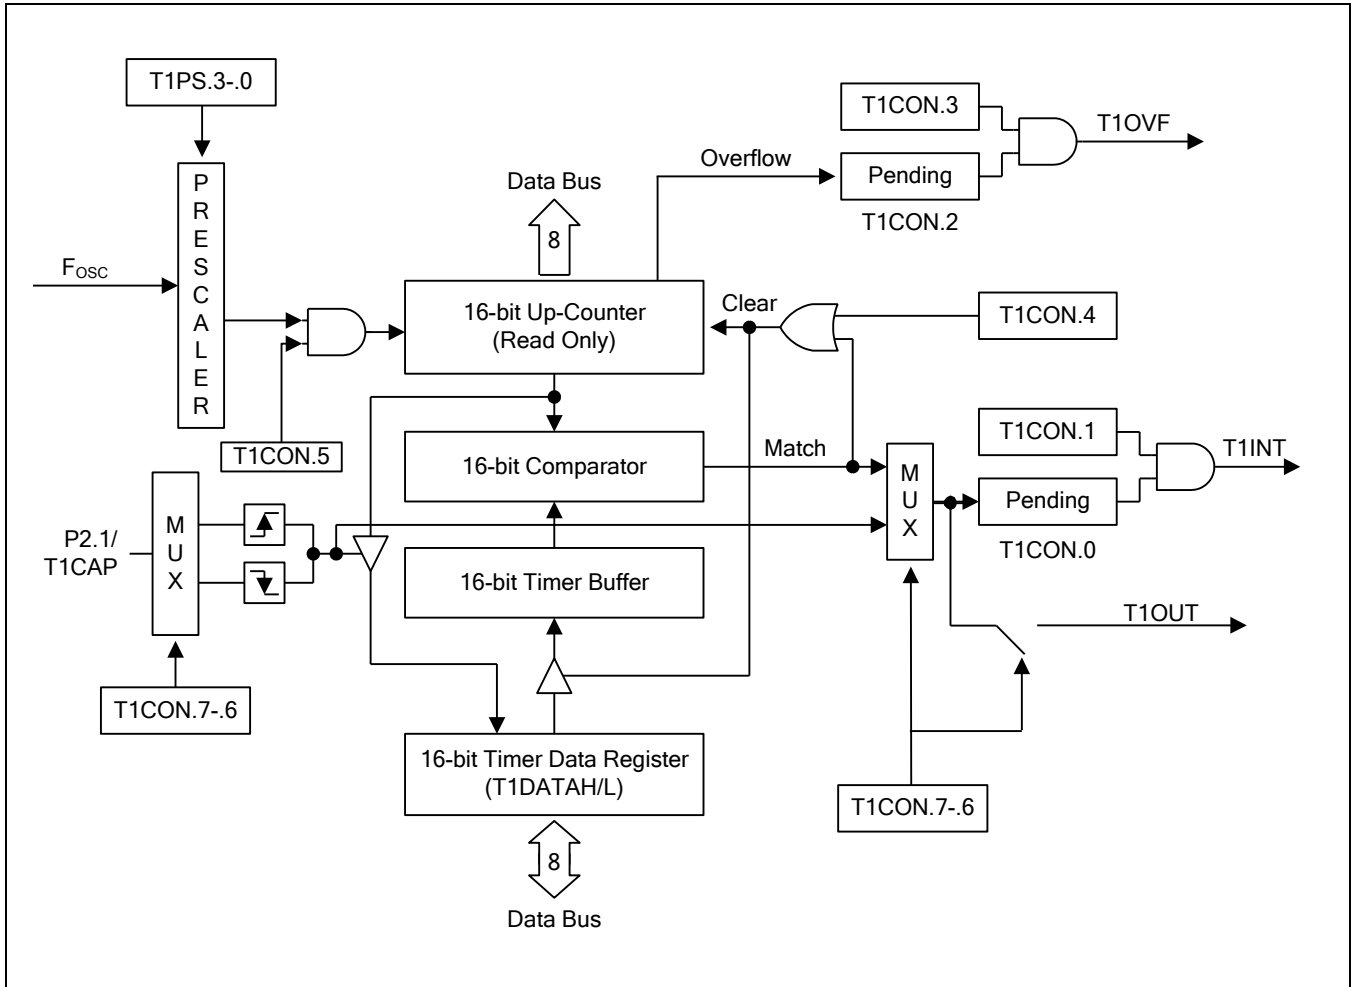 T1PS.3-.0
T1CON.3
T1OVF
Overflow
Pending
T1CON.2
Data Bus
8
P
R
E
S
C
A
L
E
R
FOSC
16-bit Up-Counter
(Read Only)
Clear
T1CON.4
T1CON.5
16-bit Comparator
Match
T1CON.1
T1INT
M
U
X
Pending
T1CON.0
P2.1/
T1CAP
M
U
X
16-bit Timer Buffer
T1OUT
T1CON.7-.6
16-bit Timer Data Register
(T1DATAH/L)
T1CON.7-.6
8
Data Bus